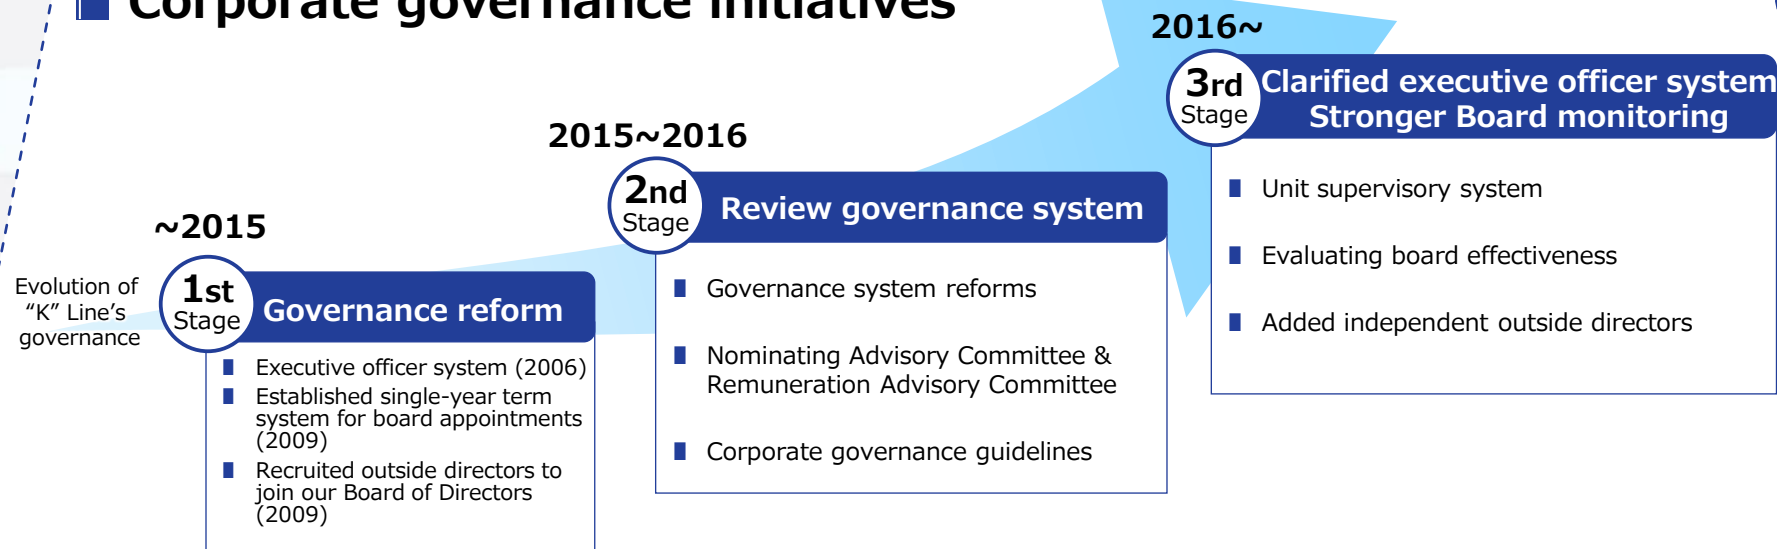 Corporate governance initiatives
Evolution of
“K” Line’s
governance
~2015
1st
Stage
Governance reform
Executive officer system (2006)
Established single-year term
system for board appointments
(2009)
Recruited outside directors to
join our Board of Directors
(2009)
2015~2016
2nd
Stage
Review governance system
Governance system reforms
Nominating Advisory Committee &
Remuneration Advisory Committee
Corporate governance guidelines
2016~
3rd
Stage
Clarified executive officer system
Stronger Board monitoring
Unit supervisory system
Evaluating board effectiveness
Added independent outside directors